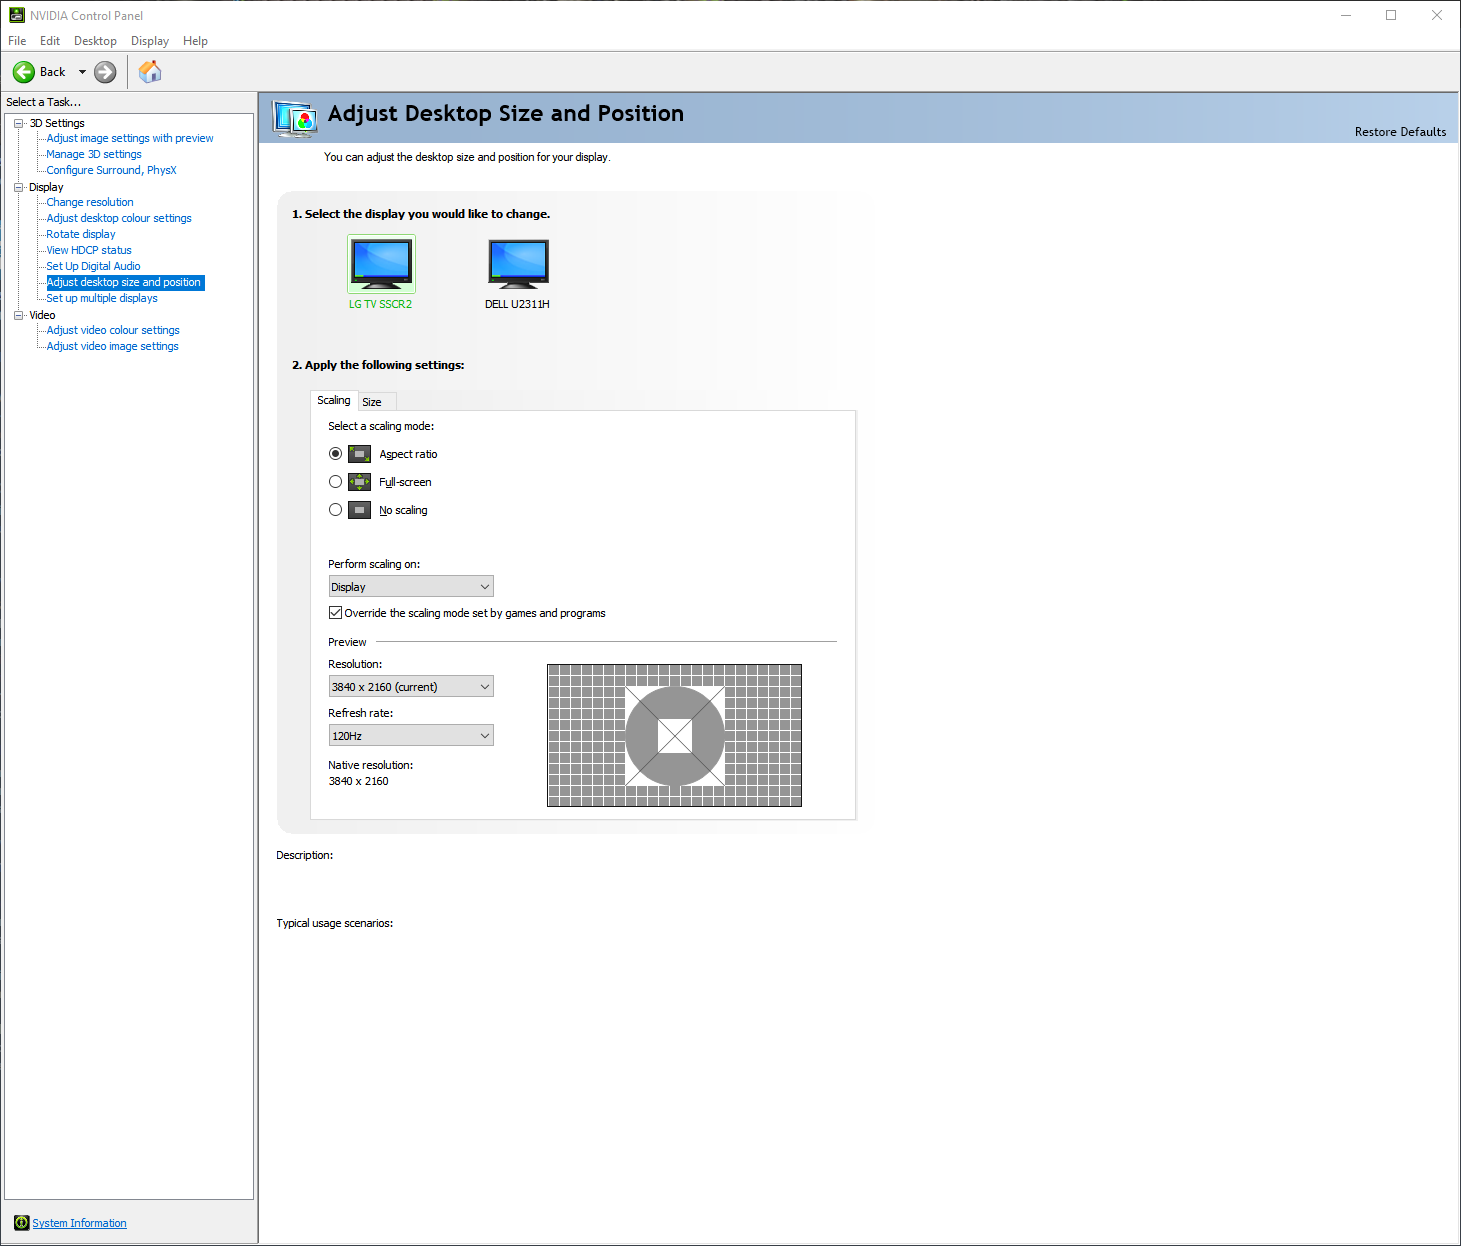 NVIDIA Control Panel
File Edit Desktop Display Help
Back
Select a Task...
3D Settings
Adjust image settings with preview
Manage 3D settings
Configure Surround, PhysX
Display
Change resolution
Adjust desktop colour settings
Rotate display
View HDCP status
Set Up Digital Audio
Adjust desktop size and position
Set up multiple displays
Video
Adjust video colour settings
Adjust video image settings
System Information
Adjust Desktop Size and Position
Restore Defaults
You can adjust the desktop size and position for your display.
1. Select the display you would like to change.
LG TV SSCR2 DELL U2311H
2. Apply the following settings:
Scaling Size
Select a scaling mode:
Aspect ratio
Full-screen
No scaling
Perform scaling on:
Display
Override the scaling mode set by games and programs
Preview
Resolution:
3840 x 2160 (current)
Refresh rate:
120Hz
Native resolution:
3840 x 2160
Description:
Typical usage scenarios: